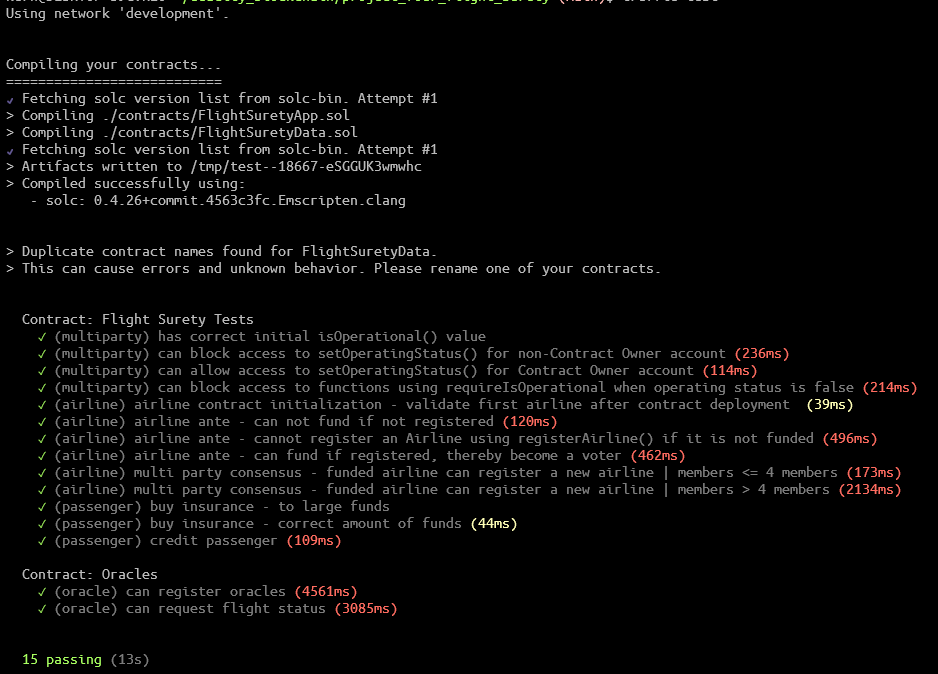 Using network 'development'.
Compiling your contracts...
===========================
✓ Fetching solc version list from solc-bin. Attempt #1
> Compiling ./contracts/FlightSuretyApp.sol
> Compiling ./contracts/FlightSuretyData.sol
✓ Fetching solc version list from solc-bin. Attempt #1
> Artifacts written to /tmp/test--18667-eSGGUK3wmwhc
> Compiled successfully using:
- solc: 0.4.26+commit.4563c3fc.Emscripten.clang
> Duplicate contract names found for FlightSuretyData.
> This can cause errors and unknown behavior. Please rename one of your contracts.
Contract: Flight Surety Tests
✓ (multiparty) has correct initial isOperational() value
✓ (multiparty) can block access to setOperatingStatus() for non-Contract Owner account (236ms)
✓ (multiparty) can allow access to setOperatingStatus() for Contract Owner account (114ms)
✓ (multiparty) can block access to functions using requireIsOperational when operating status is false (214ms)
✓ (airline) airline contract initialization - validate first airline after contract deployment (39ms)
✓ (airline) airline ante - can not fund if not registered (120ms)
✓ (airline) airline ante - cannot register an Airline using registerAirline() if it is not funded (496ms)
✓ (airline) airline ante - can fund if registered, thereby become a voter (462ms)
✓ (airline) multi party consensus - funded airline can register a new airline | members <= 4 members (173ms)
✓ (airline) multi party consensus - funded airline can register a new airline | members > 4 members (2134ms)
✓ (passenger) buy insurance - to large funds
✓ (passenger) buy insurance - correct amount of funds (44ms)
✓ (passenger) credit passenger (109ms)
Contract: Oracles
✓ (oracle) can register oracles (4561ms)
✓ (oracle) can request flight status (3085ms)
15 passing (13s)